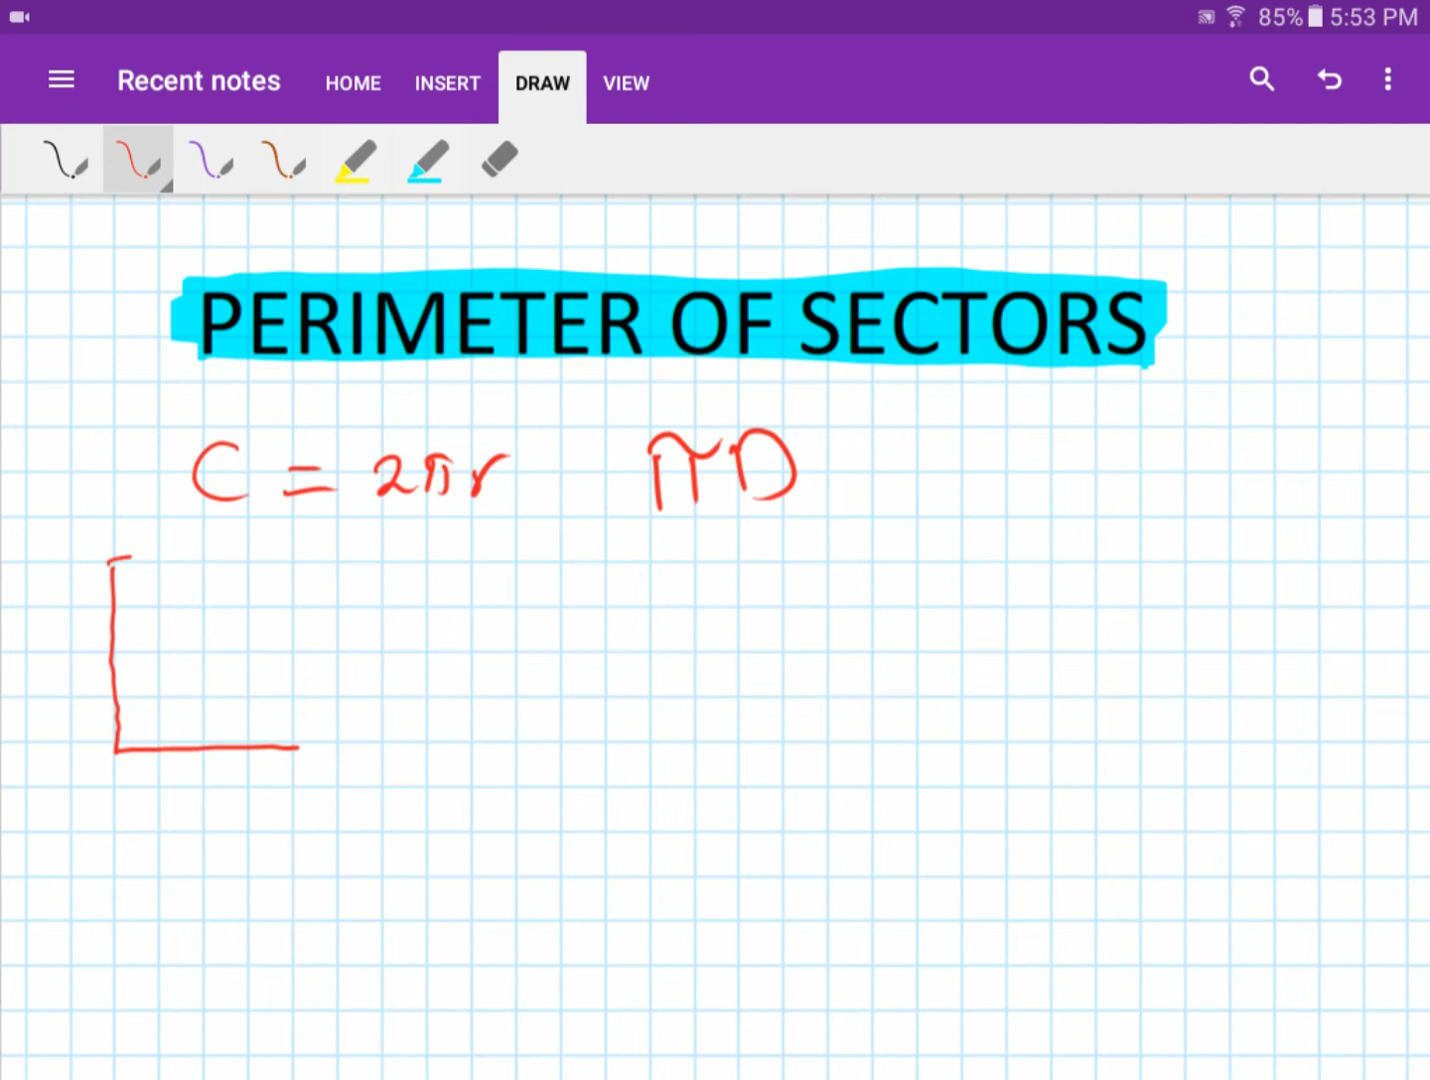 85% 5:53 PM
Recent notes HOME INSERT DRAW VIEW
PERIMETER OF SECTORS
C = 2πr πD